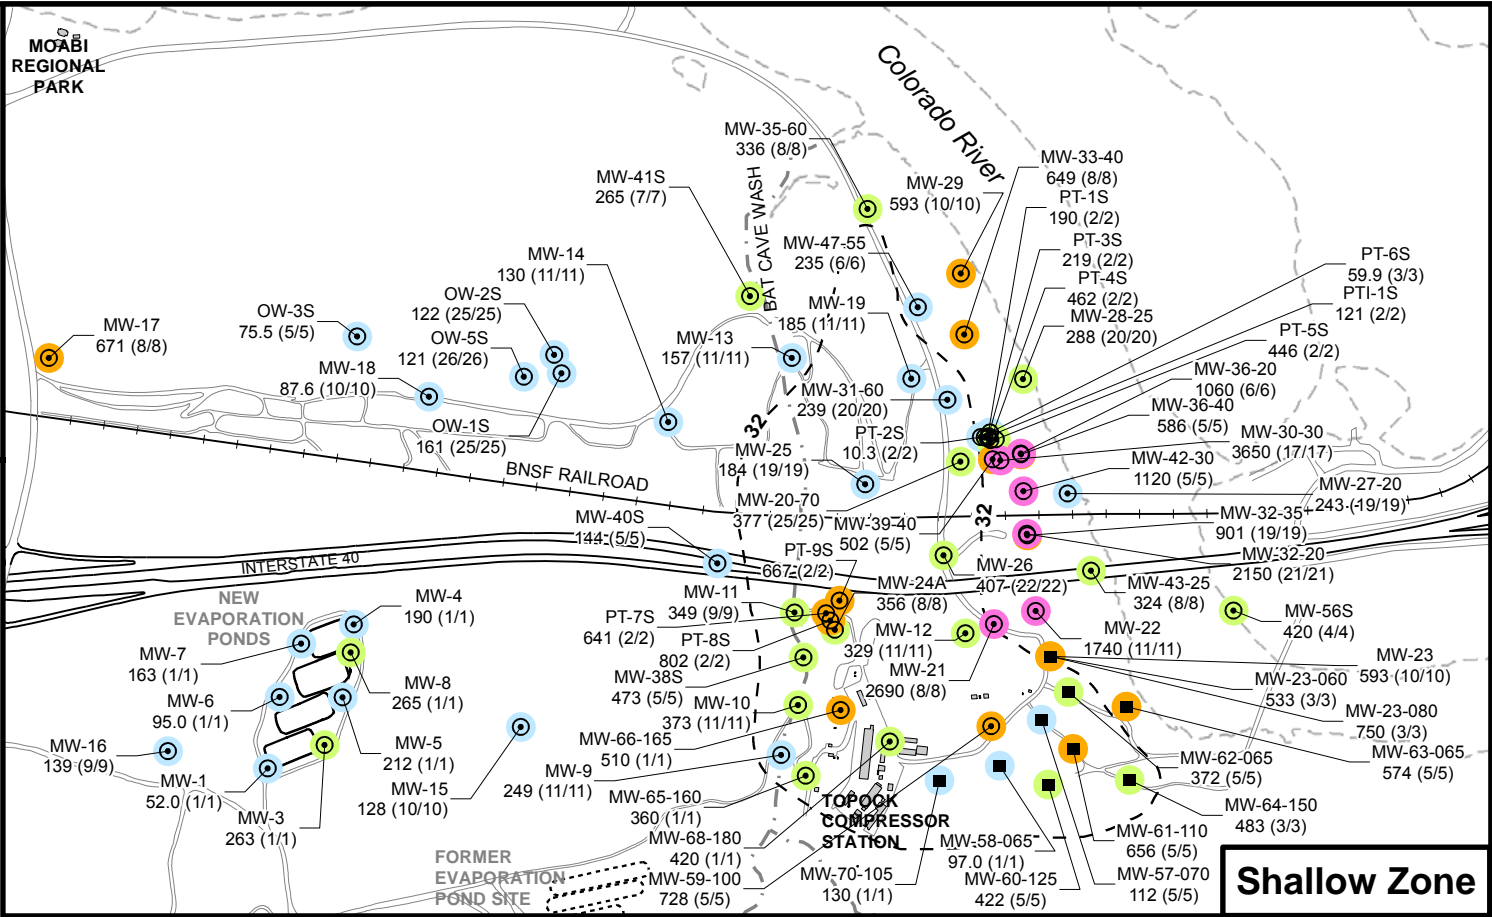 MOABI
REGIONAL
PARK
Colorado River
MW-35-60
336 (8/8)
MW-33-40
649 (8/8)
MW-29
593 (10/10)
MW-41S
265 (7/7)
BAT CAVE WASH
PT-1S
190 (2/2)
PT-3S
219 (2/2)
PT-4S
462 (2/2)
MW-28-25
288 (20/20)
PT-6S
59.9 (3/3)
PTI-1S
121 (2/2)
PT-5S
446 (2/2)
MW-47-55
235 (6/6)
MW-14
130 (11/11)
OW-2S
122 (25/25)
OW-3S
75.5 (5/5)
OW-5S
121 (26/26)
MW-17
671 (8/8)
MW-19
185 (11/11)
MW-13
157 (11/11)
MW-18
87.6 (10/10)
MW-36-20
1060 (6/6)
MW-31-60
239 (20/20)
MW-36-40
586 (5/5)
OW-1S
161 (25/25)
32
PT-2S
10.3 (2/2)
MW-30-30
3650 (17/17)
MW-25
184 (19/19)
MW-42-30
1120 (5/5)
BNSF RAILROAD
MW-27-20
243 (19/19)
MW-20-70
377 (25/25)
MW-39-40
502 (5/5)
32
MW-32-35
901 (19/19)
MW-40S
144 (5/5)
MW-32-20
2150 (21/21)
PT-9S
667 (2/2)
MW-26
407 (22/22)
INTERSTATE 40
MW-24A
356 (8/8)
MW-43-25
324 (8/8)
MW-11
349 (9/9)
NEW
EVAPORATION
PONDS
MW-4
190 (1/1)
PT-7S
641 (2/2)
MW-56S
420 (4/4)
MW-12
329 (11/11)
PT-8S
802 (2/2)
MW-22
1740 (11/11)
MW-7
163 (1/1)
MW-21
2690 (8/8)
MW-23
593 (10/10)
MW-38S
473 (5/5)
MW-8
265 (1/1)
MW-23-060
533 (3/3)
MW-6
95.0 (1/1)
MW-10
373 (11/11)
MW-23-080
750 (3/3)
MW-66-165
510 (1/1)
MW-16
139 (9/9)
MW-5
212 (1/1)
MW-63-065
574 (5/5)
MW-62-065
372 (5/5)
MW-9
249 (11/11)
MW-1
52.0 (1/1)
MW-15
128 (10/10)
MW-65-160
360 (1/1)
TOPOCK
COMPRESSOR
STATION
MW-64-150
483 (3/3)
MW-3
263 (1/1)
MW-68-180
420 (1/1)
MW-58-065
97.0 (1/1)
MW-61-110
656 (5/5)
FORMER
EVAPORATION
POND SITE
MW-59-100
728 (5/5)
MW-70-105
130 (1/1)
MW-60-125
422 (5/5)
MW-57-070
112 (5/5)
Shallow Zone